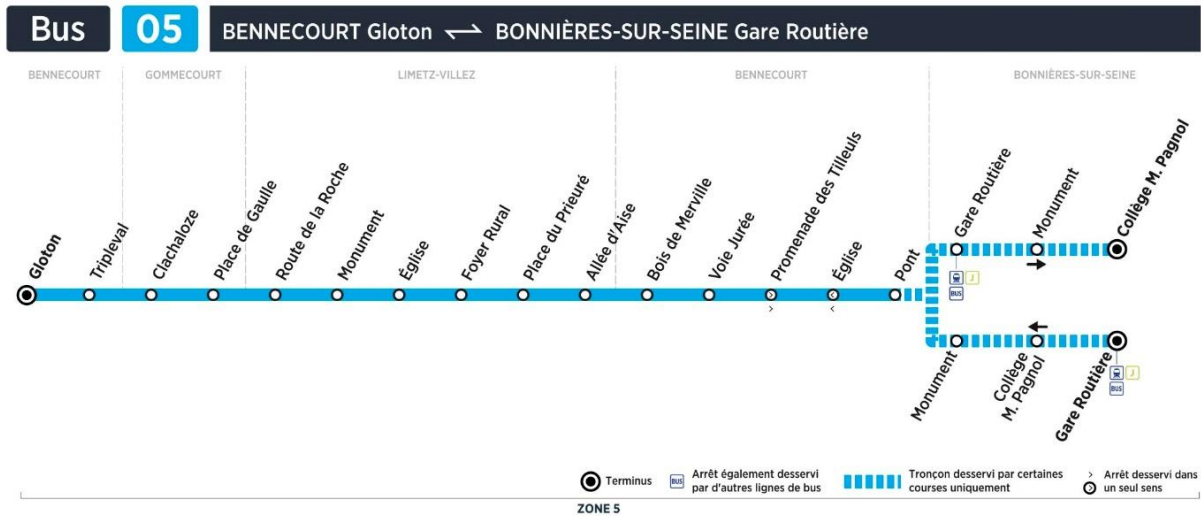 Bus 05 BENNECOURT Gloton BONNIÈRES-SUR-SEINE Gare Routière
BENNECOURT GOMMECOURT LIMETZ-VILLEZ BENNECOURT BONNIÈRES-SUR-SEINE
Gloton
Tripleval
Clachaloze
Place de Gaulle
Route de la Roche
Monument
Église
Foyer Rural
Place du Prieuré
Allée d'Aise
Bois de Merville
Voie Jurée
Promenade des Tilleuls
Église
Pont
Gare Routière
J
BUS
Monument
Collège M. Pagnol
Monument
Collège
M. Pagnol
Gare Routière
J
BUS
Terminus
BUS
Arrêt également desservi
par d'autres lignes de bus
Tronçon desservi par certaines
courses uniquement
Arrêt desservi dans
un seul sens
ZONE 5